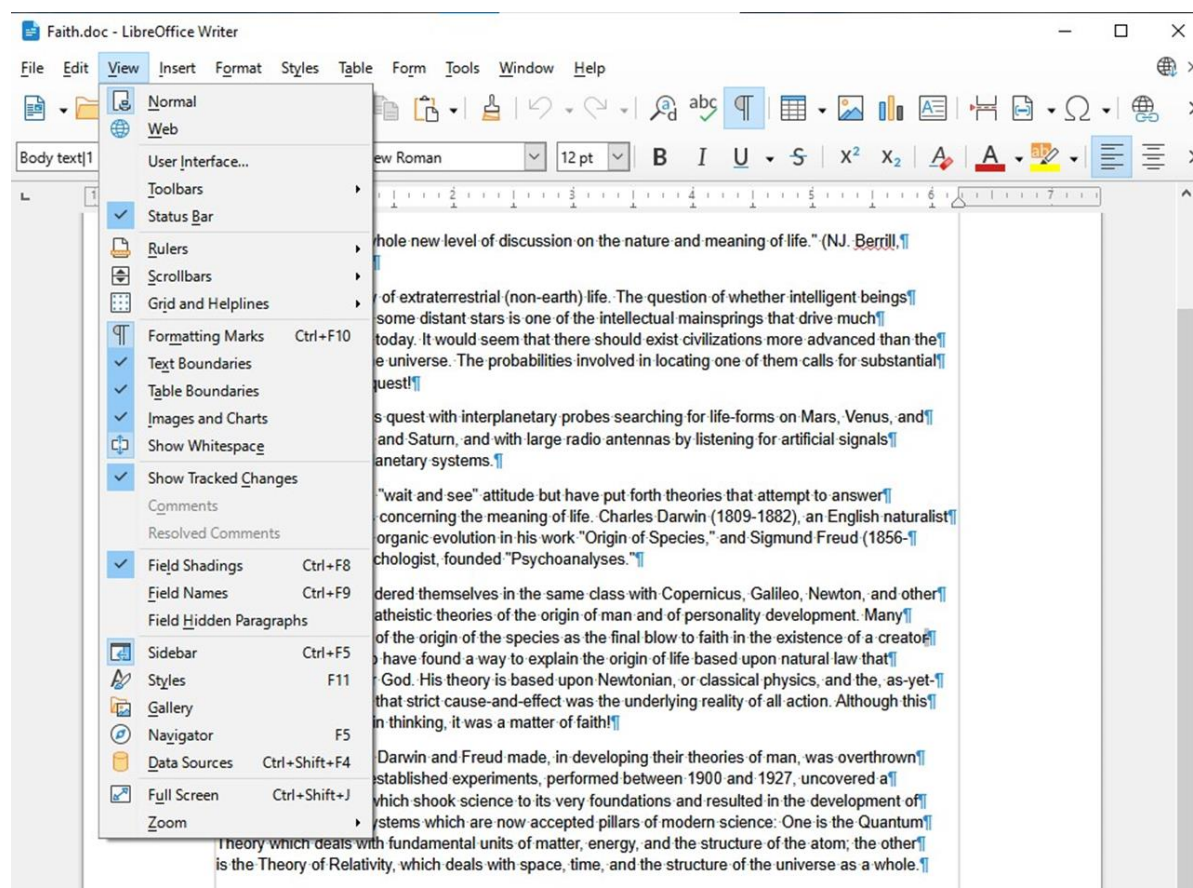 Faith.doc - LibreOffice Writer
File Edit View Insert Format Styles Table Form Tools Window Help
Body text|1 ew Roman 12 pt B I U S X² X₂ A A ab
1 2 3 4 5 6 7
Normal
Web
User Interface...
Toolbars
Status Bar
Rulers
Scrollbars
Grid and Helplines
Formatting Marks Ctrl+F10
Text Boundaries
Table Boundaries
Images and Charts
Show Whitespace
Show Tracked Changes
Comments
Resolved Comments
Field Shadings Ctrl+F8
Field Names Ctrl+F9
Field Hidden Paragraphs
Sidebar Ctrl+F5
Styles F11
Gallery
Navigator F5
Data Sources Ctrl+Shift+F4
Full Screen Ctrl+Shift+J
Zoom
whole new level of discussion on the nature and meaning of life." (NJ. Berrill,¶
¶
of extraterrestrial (non-earth) life. The question of whether intelligent beings¶
some distant stars is one of the intellectual mainsprings that drive much¶
today. It would seem that there should exist civilizations more advanced than the¶
e universe. The probabilities involved in locating one of them calls for substantial¶
quest!¶
s quest with interplanetary probes searching for life-forms on Mars, Venus, and¶
and Saturn, and with large radio antennas by listening for artificial signals¶
lanetary systems.¶
"wait and see" attitude but have put forth theories that attempt to answer¶
concerning the meaning of life. Charles Darwin (1809-1882), an English naturalist¶
organic evolution in his work "Origin of Species," and Sigmund Freud (1856-¶
chologist, founded "Psychoanalyses."¶
dered themselves in the same class with Copernicus, Galileo, Newton, and other¶
atheistic theories of the origin of man and of personality development. Many¶
of the origin of the species as the final blow to faith in the existence of a creator¶
have found a way to explain the origin of life based upon natural law that¶
r God. His theory is based upon Newtonian, or classical physics, and the, as-yet-¶
that strict cause-and-effect was the underlying reality of all action. Although this¶
in thinking, it was a matter of faith!¶
Darwin and Freud made, in developing their theories of man, was overthrown¶
established experiments, performed between 1900 and 1927, uncovered a¶
which shook science to its very foundations and resulted in the development of¶
ystems which are now accepted pillars of modern science: One is the Quantum¶
Theory which deals with fundamental units of matter, energy, and the structure of the atom; the other¶
is the Theory of Relativity, which deals with space, time, and the structure of the universe as a whole.¶